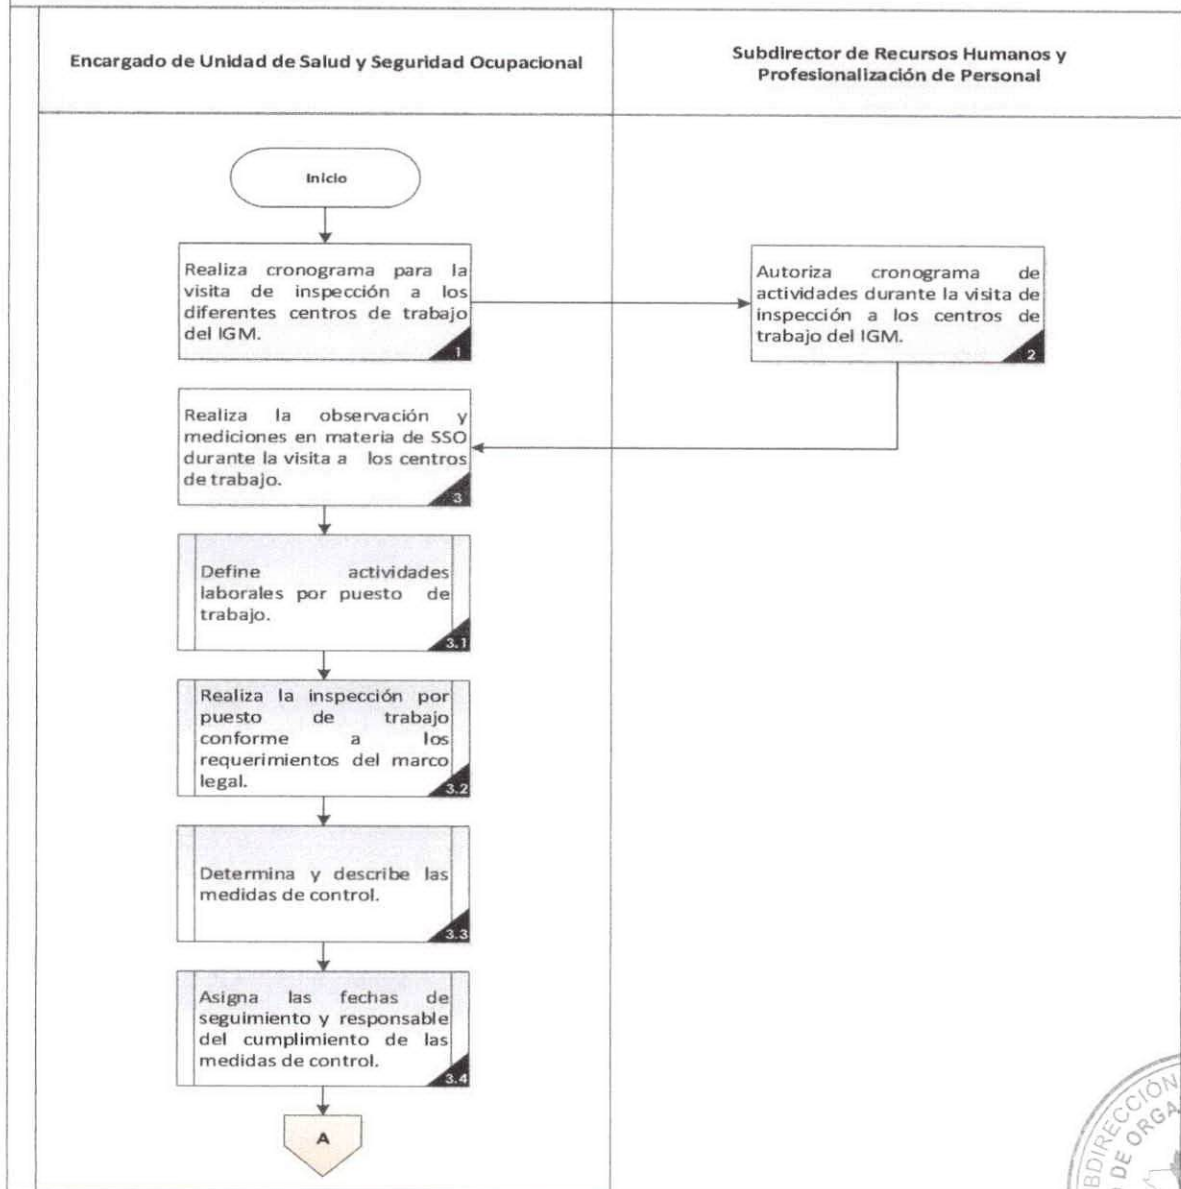 Encargado de Unidad de Salud y Seguridad Ocupacional
Subdirector de Recursos Humanos y
Profesionalización de Personal
Inicio
Realiza cronograma para la
visita de inspección a los
diferentes centros de trabajo
del IGM.
1
Autoriza cronograma de
actividades durante la visita de
inspección a los centros de
trabajo del IGM.
2
Realiza la observación y
mediciones en materia de SSO
durante la visita a los centros
de trabajo.
3
Define actividades
laborales por puesto de
trabajo.
3.1
Realiza la inspección por
puesto de trabajo
conforme a los
requerimientos del marco
legal.
3.2
Determina y describe las
medidas de control.
3.3
Asigna las fechas de
seguimiento y responsable
del cumplimiento de las
medidas de control.
3.4
A